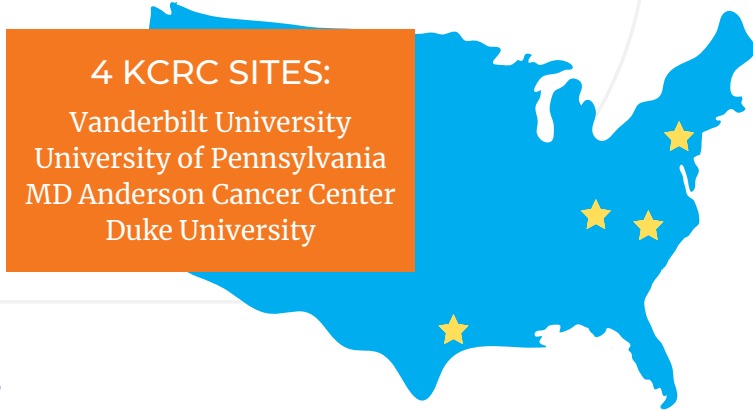 4 KCRC SITES:
Vanderbilt University
University of Pennsylvania
MD Anderson Cancer Center
Duke University